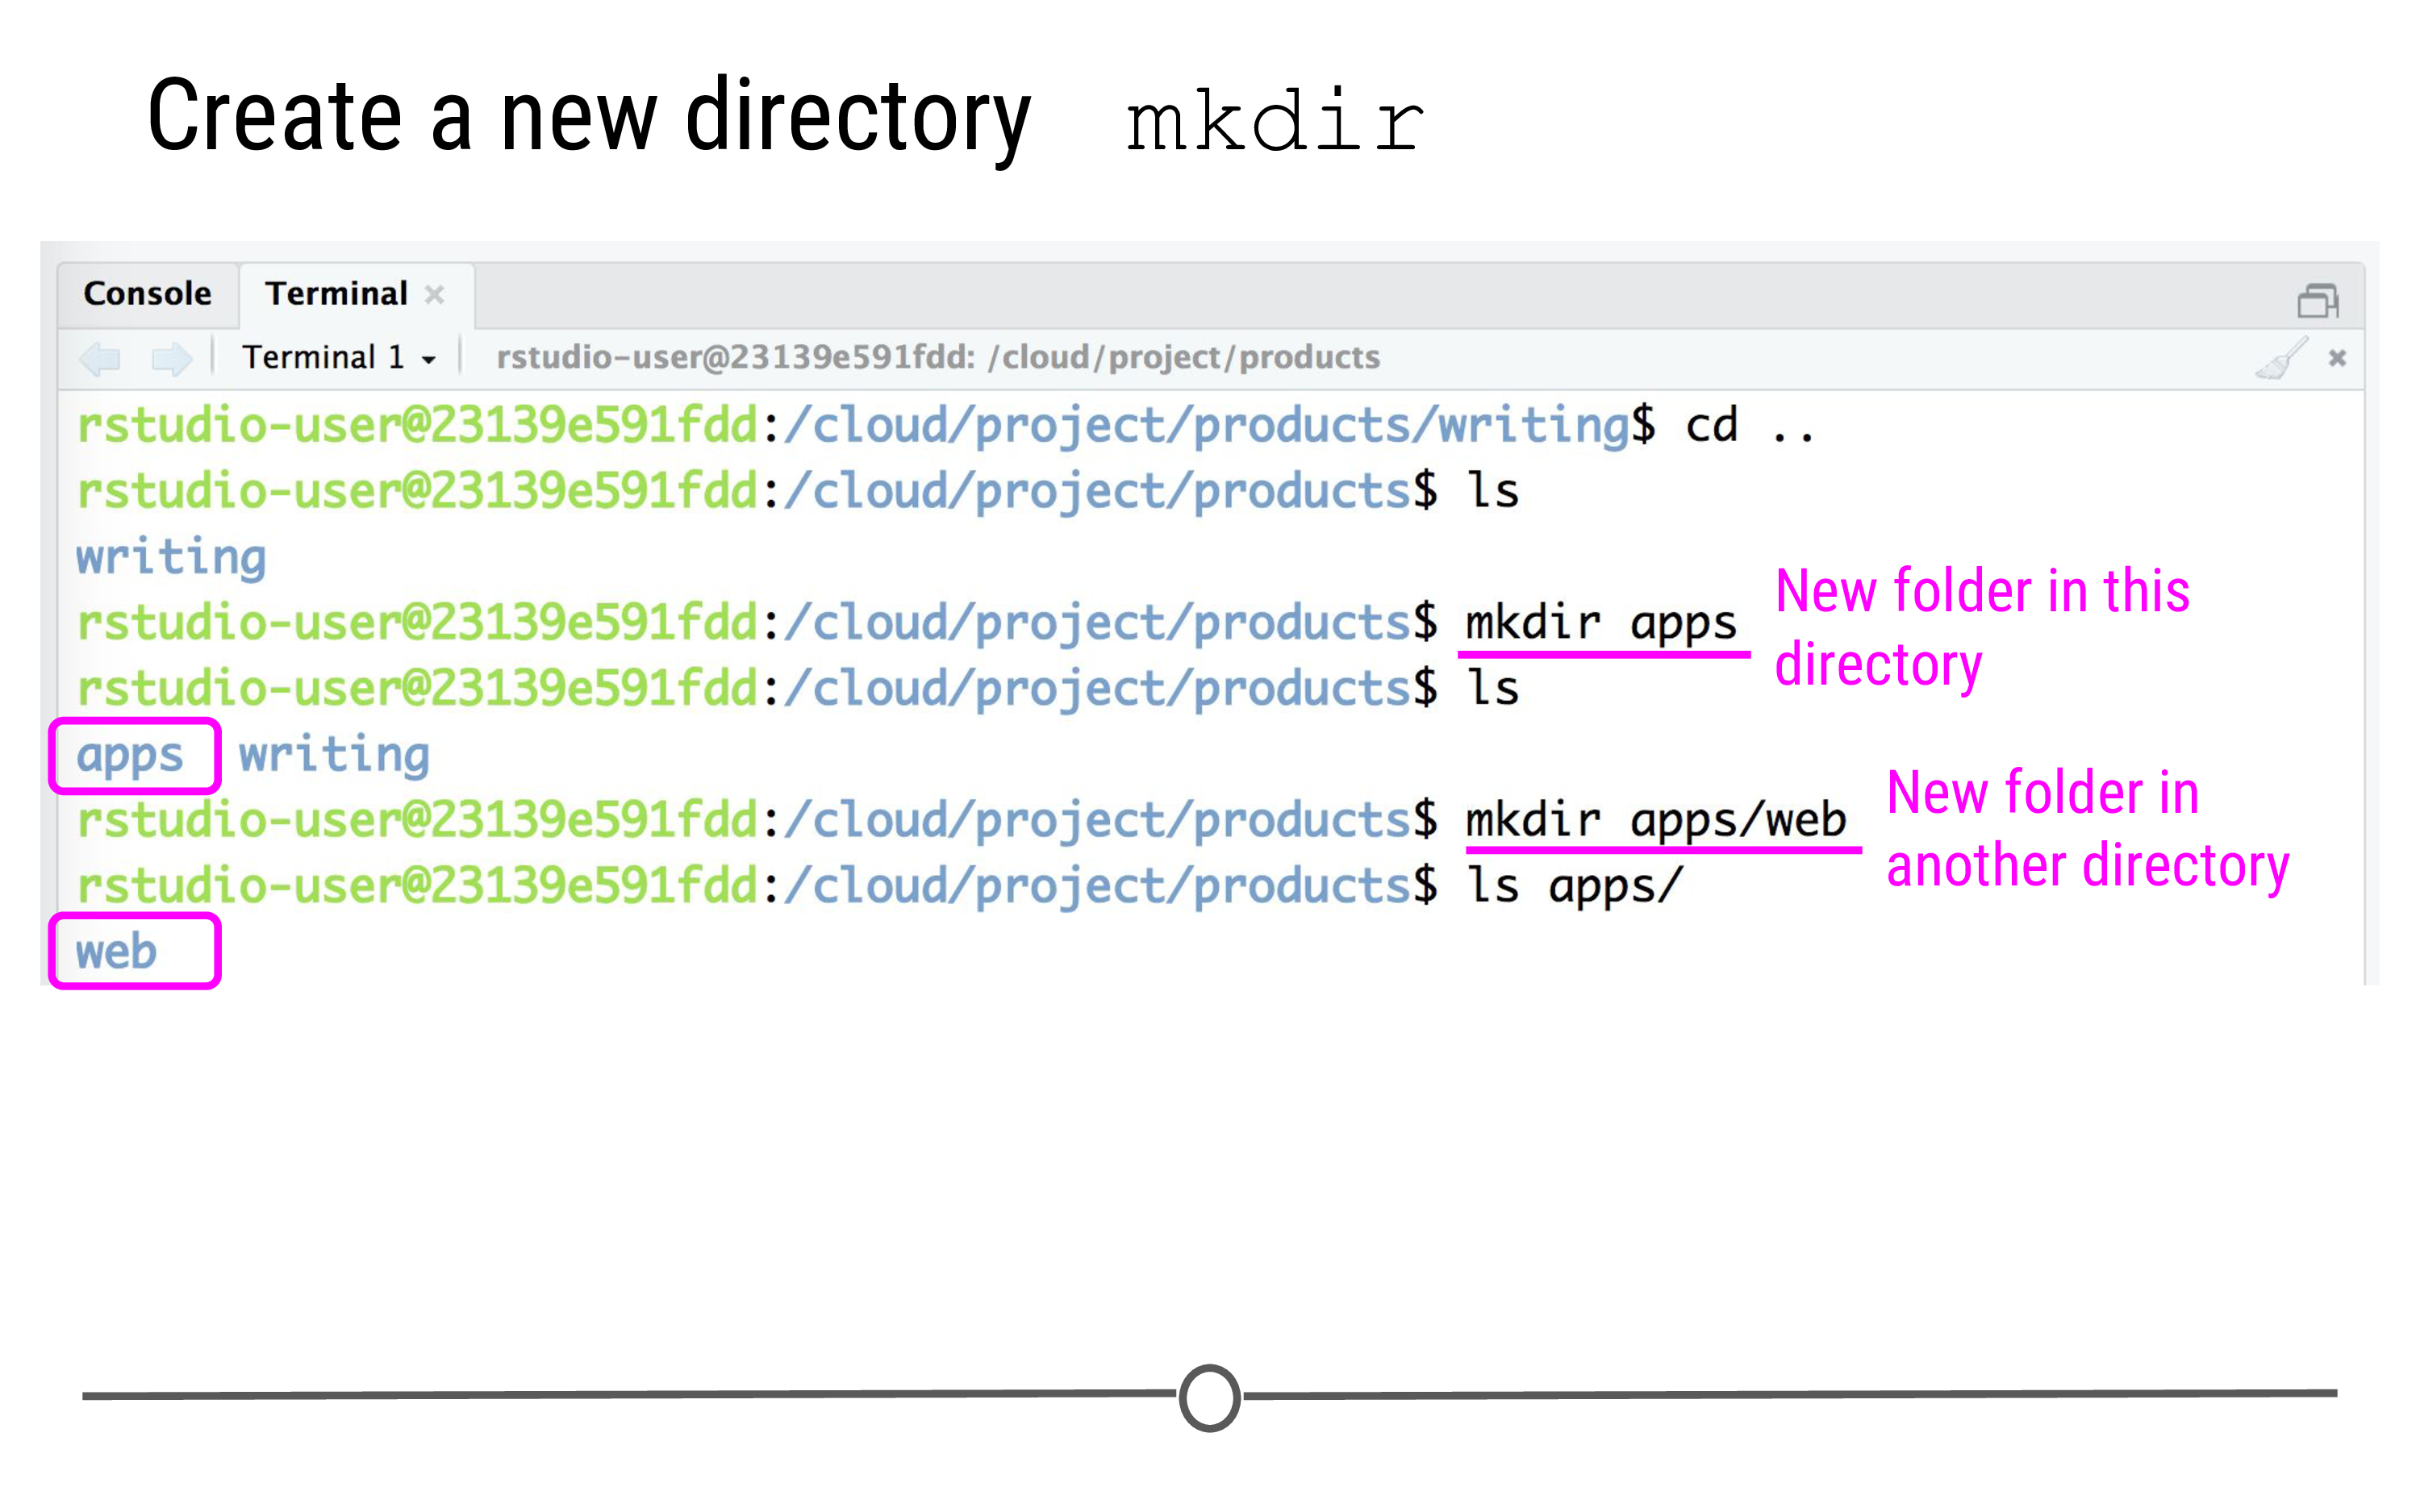 Create a new directory mkdir
Console Terminal
Terminal 1 rstudio-user@23139e591fdd: /cloud/project/products
rstudio-user@23139e591fdd:/cloud/project/products/writing$ cd ..
rstudio-user@23139e591fdd:/cloud/project/products$ ls
writing
rstudio-user@23139e591fdd:/cloud/project/products$ mkdir apps
New folder in this
directory
rstudio-user@23139e591fdd:/cloud/project/products$ ls
apps writing
rstudio-user@23139e591fdd:/cloud/project/products$ mkdir apps/web
New folder in
another directory
rstudio-user@23139e591fdd:/cloud/project/products$ ls apps/
web